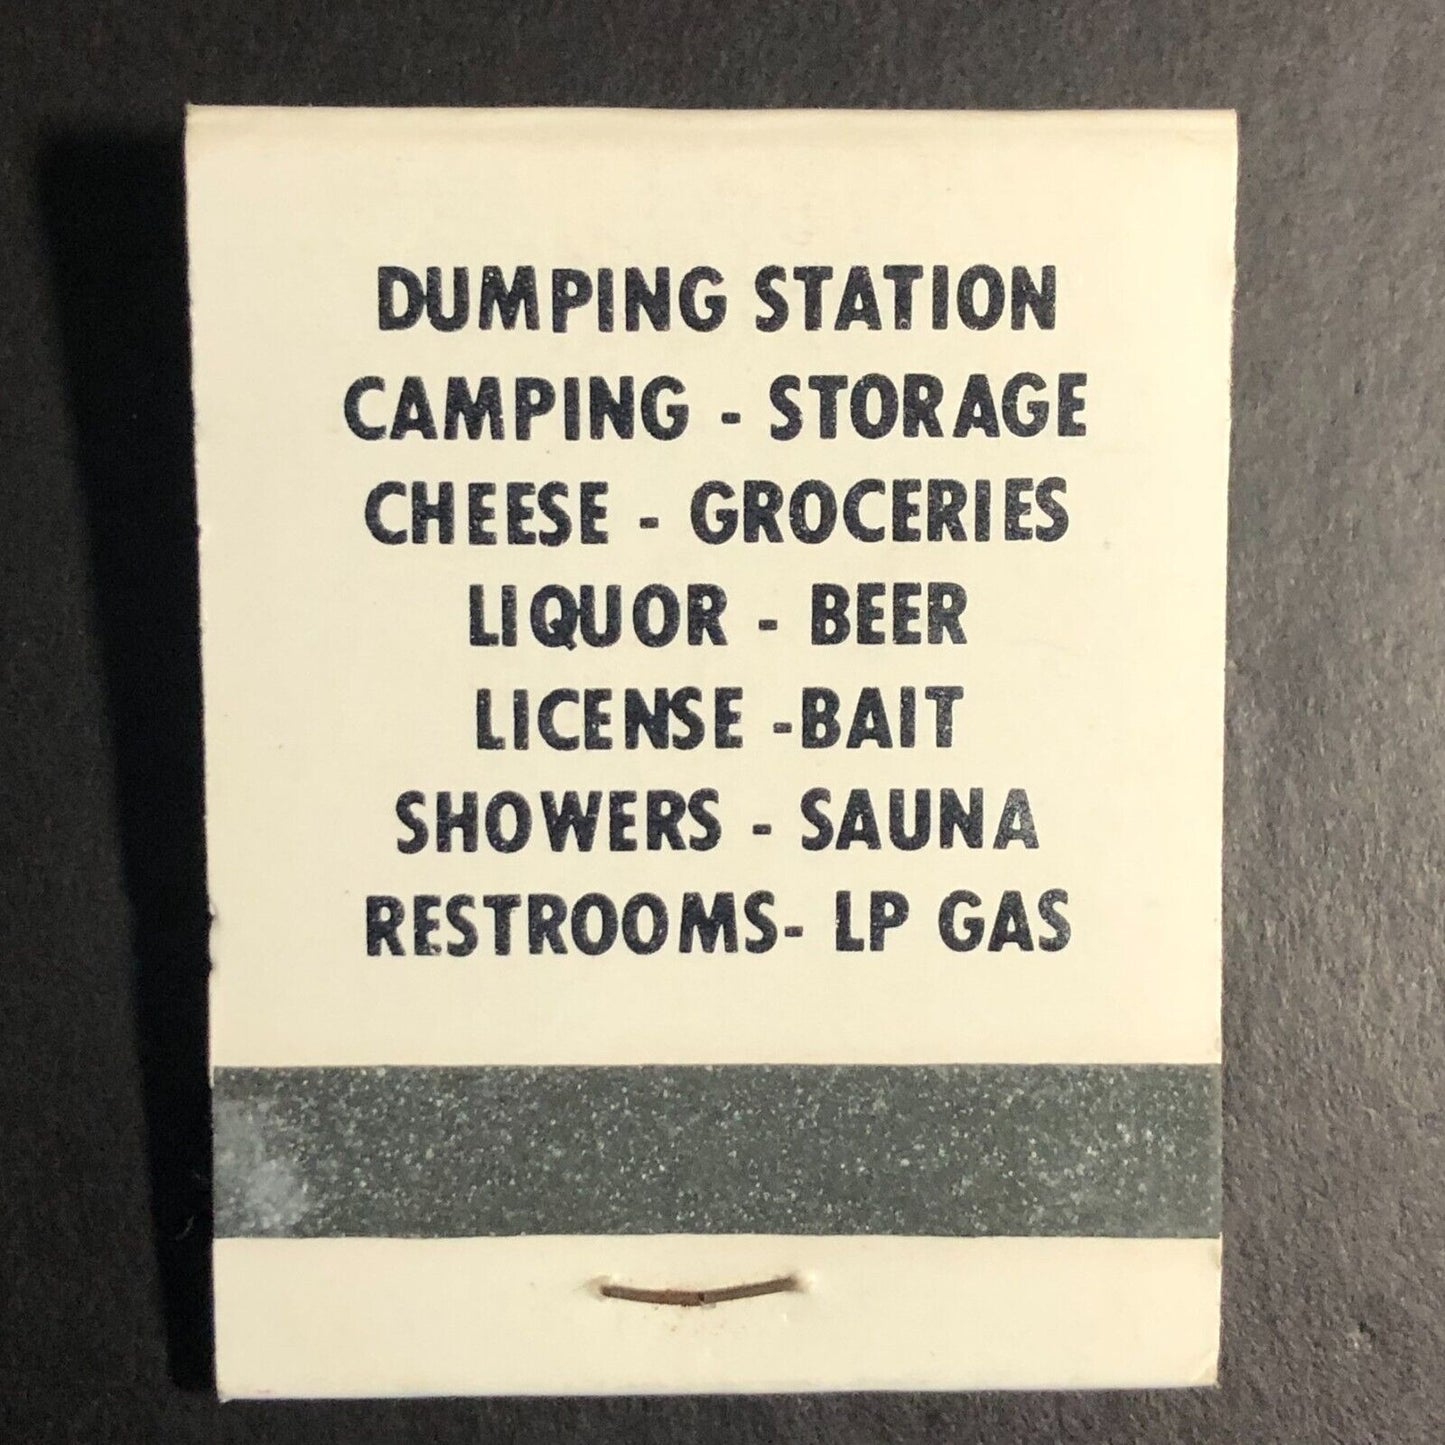 DUMPING STATION
CAMPING - STORAGE
CHEESE - GROCERIES
LIQUOR - BEER
LICENSE -BAIT
SHOWERS - SAUNA
RESTROOMS- LP GAS